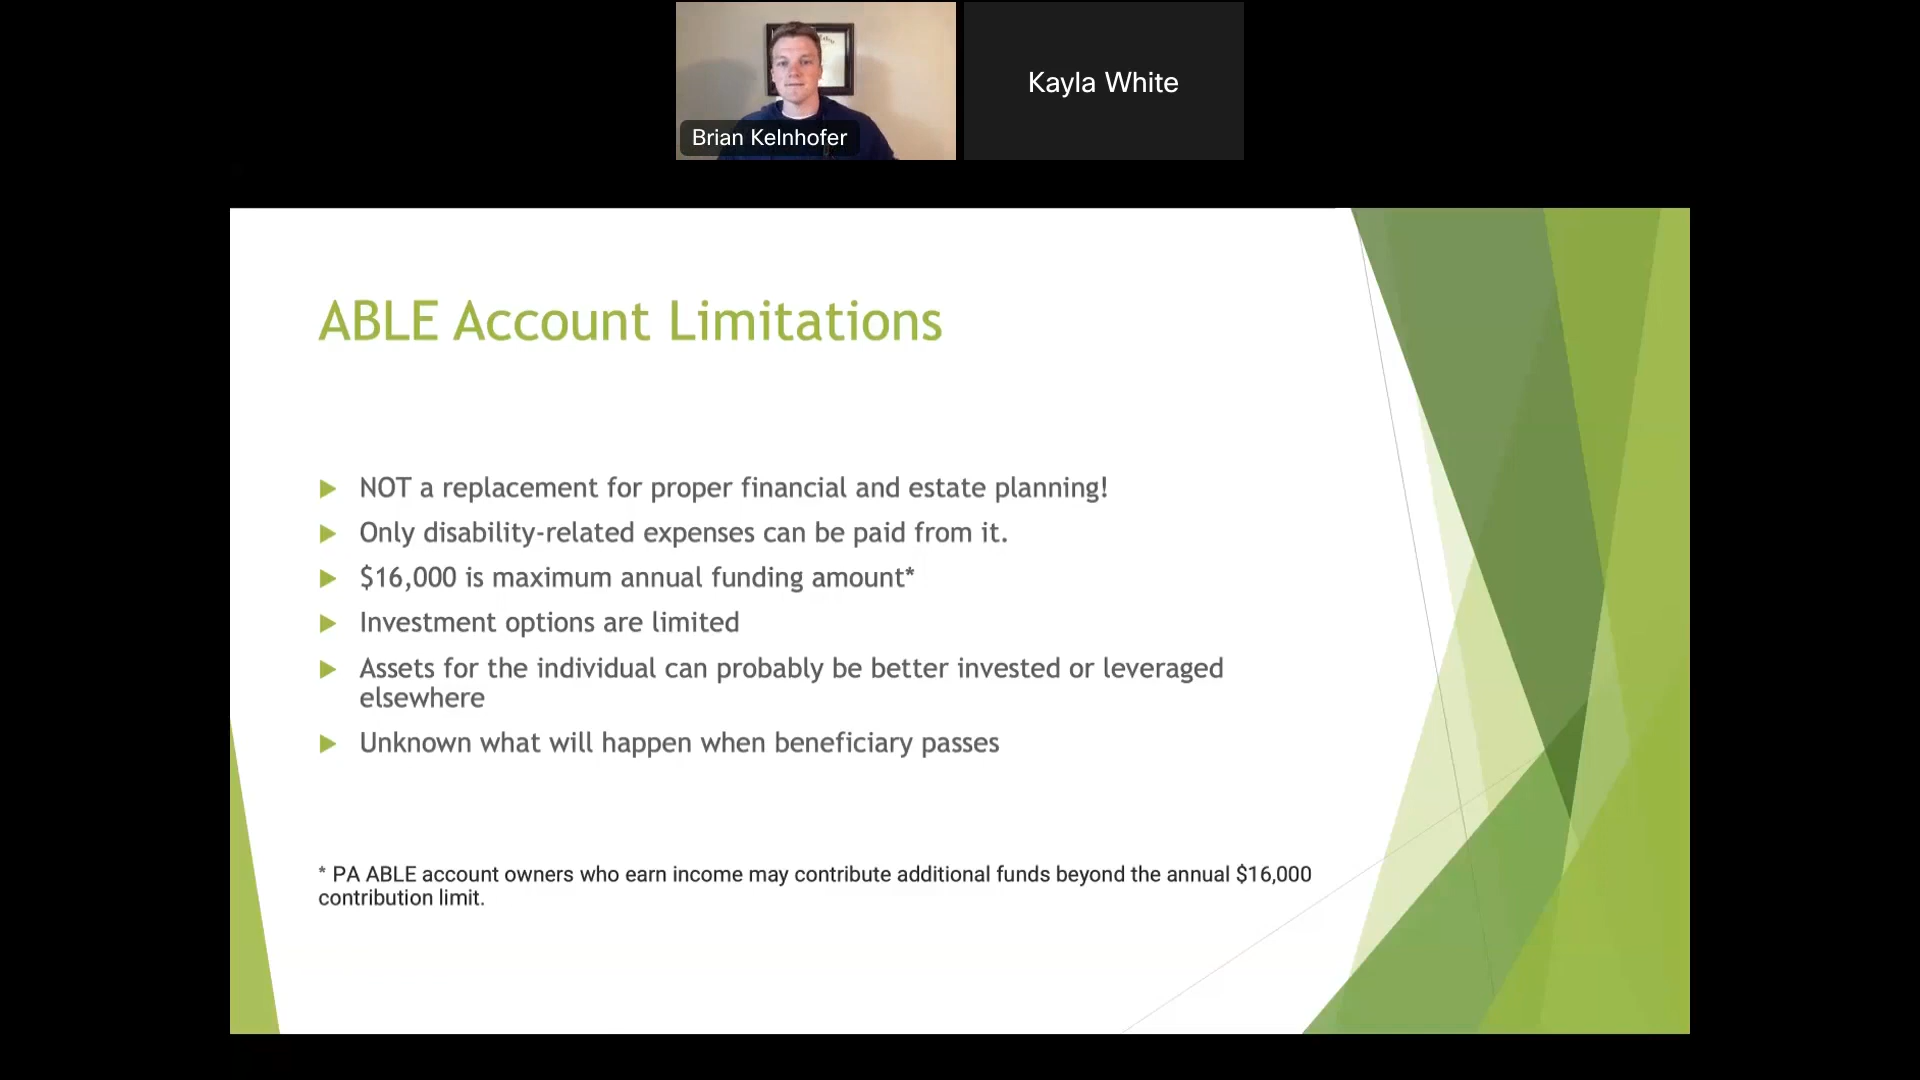 Brian Kelnhofer
Kayla White
ABLE Account Limitations
NOT a replacement for proper financial and estate planning!
Only disability-related expenses can be paid from it.
$16,000 is maximum annual funding amount*
Investment options are limited
Assets for the individual can probably be better invested or leveraged
elsewhere
Unknown what will happen when beneficiary passes
* PA ABLE account owners who earn income may contribute additional funds beyond the annual $16,000
contribution limit.